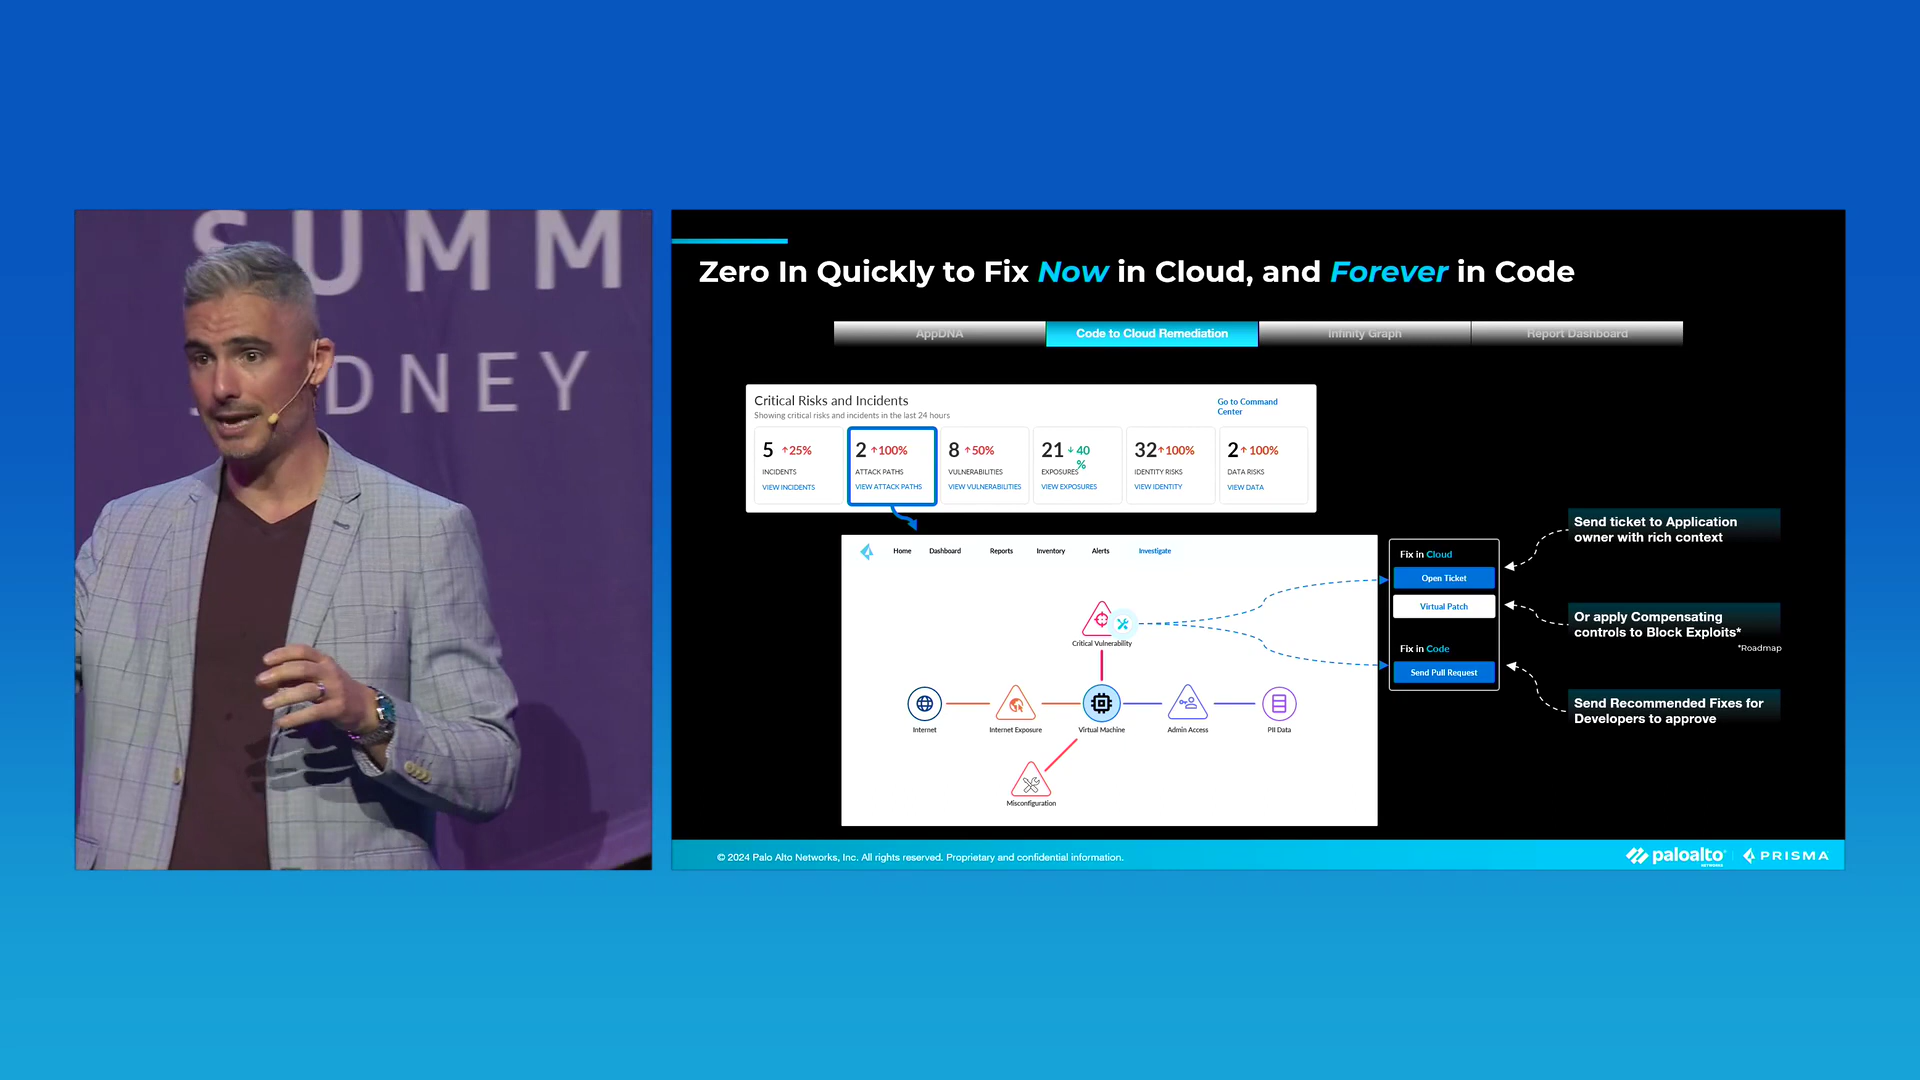 SUMM
DNEY
Zero In Quickly to Fix Now in Cloud, and Forever in Code
AppDNA
Code to Cloud Remediation
Infinity Graph
Report Dashboard
Critical Risks and Incidents
Showing critical risks and incidents in the last 24 hours
Go to Command
Center
5 ↑25%
INCIDENTS
VIEW INCIDENTS
2 ↑100%
ATTACK PATHS
VIEW ATTACK PATHS
8 ↑50%
VULNERABILITIES
VIEW VULNERABILITIES
21 ↓40
%
EXPOSURES
VIEW EXPOSURES
32 ↑100%
IDENTITY RISKS
VIEW IDENTITY
2 ↑100%
DATA RISKS
VIEW DATA
Home Dashboard Reports Inventory Alerts Investigate
Critical Vulnerability
Internet
Internet Exposure
Virtual Machine
Admin Access
PII Data
Misconfiguration
Fix in Cloud
Open Ticket
Virtual Patch
Fix in Code
Send Pull Request
Send ticket to Application
owner with rich context
Or apply Compensating
controls to Block Exploits*
*Roadmap
Send Recommended Fixes for
Developers to approve
© 2024 Palo Alto Networks, Inc. All rights reserved. Proprietary and confidential information.
paloalto
NETWORKS
PRISMA